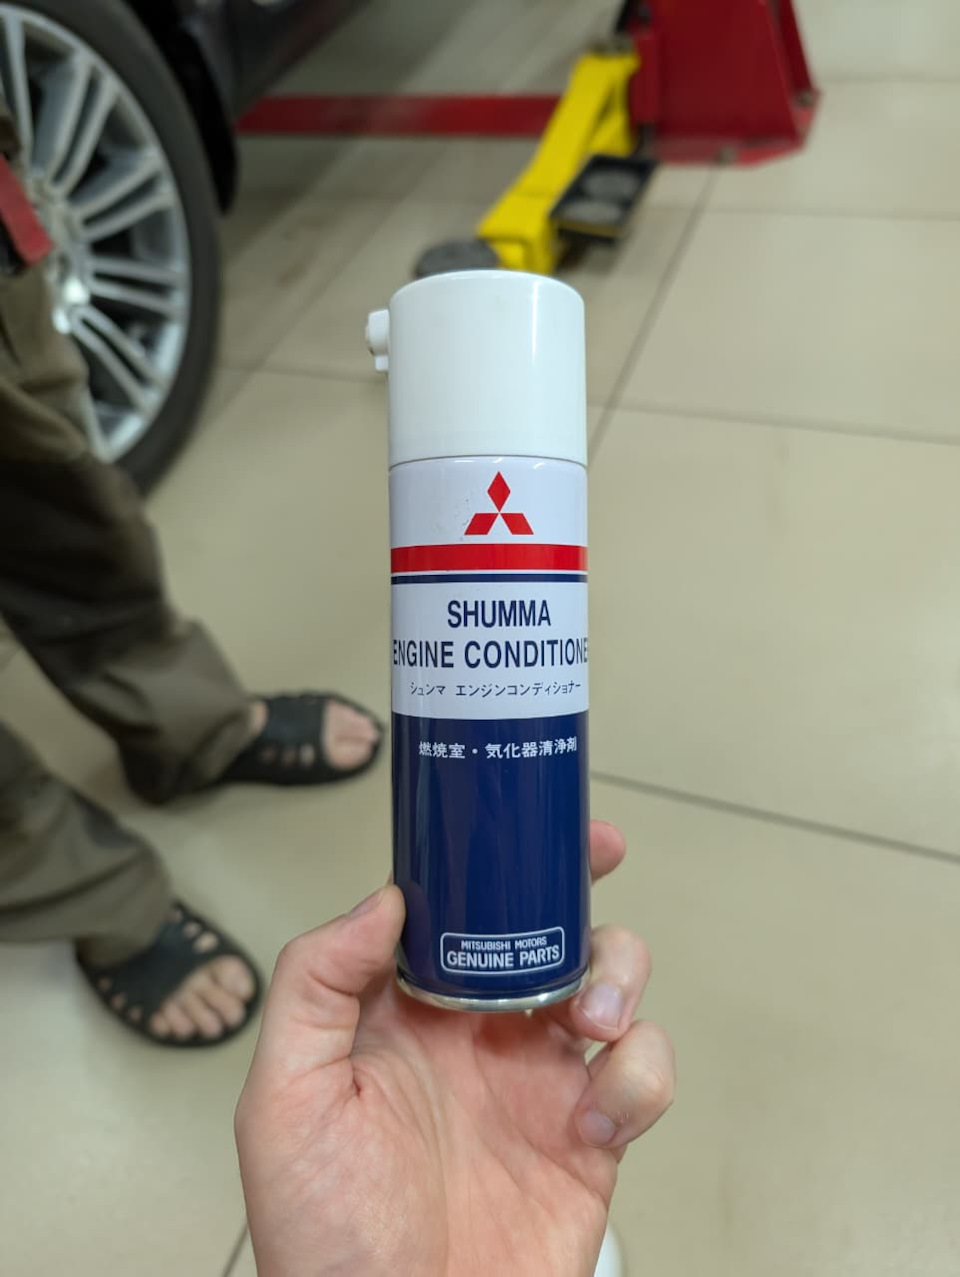 SHUMMA
ENGINE CONDITIONE
シュンマ エンジンコンディショナー
燃焼室・気化器清浄剤
MITSUBISHI MOTORS
GENUINE PARTS